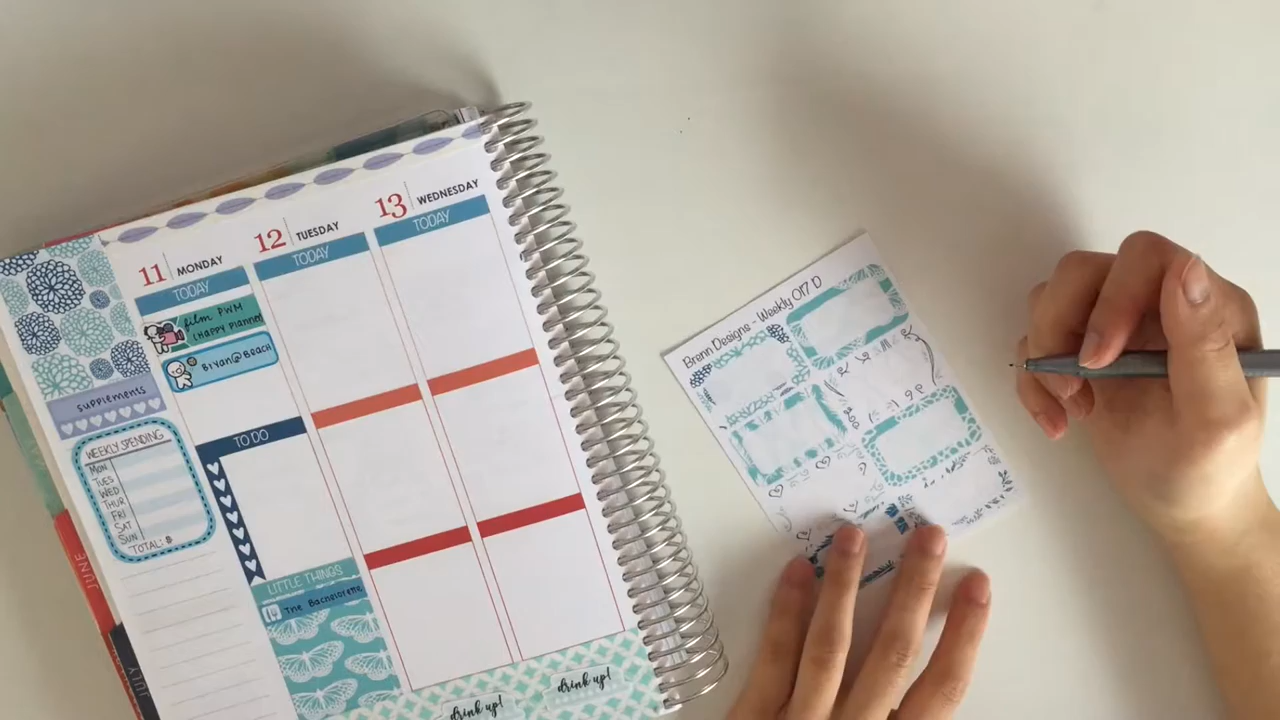 11 MONDAY
TODAY
film PWM
(HAPPY Planner
Bryan@BeACH
TO DO
LITTLE THINGS
The Bachelorette
12 TUESDAY
TODAY
13 WEDNESDAY
TODAY
drink up!
drink up!
supplements
WEEKLY SPENDING
MON
TUES
WED
THUR
FRI
SAT
SUN
TOTAL: $
JUNE
JULY
Brenn Designs - Weekly 017 D